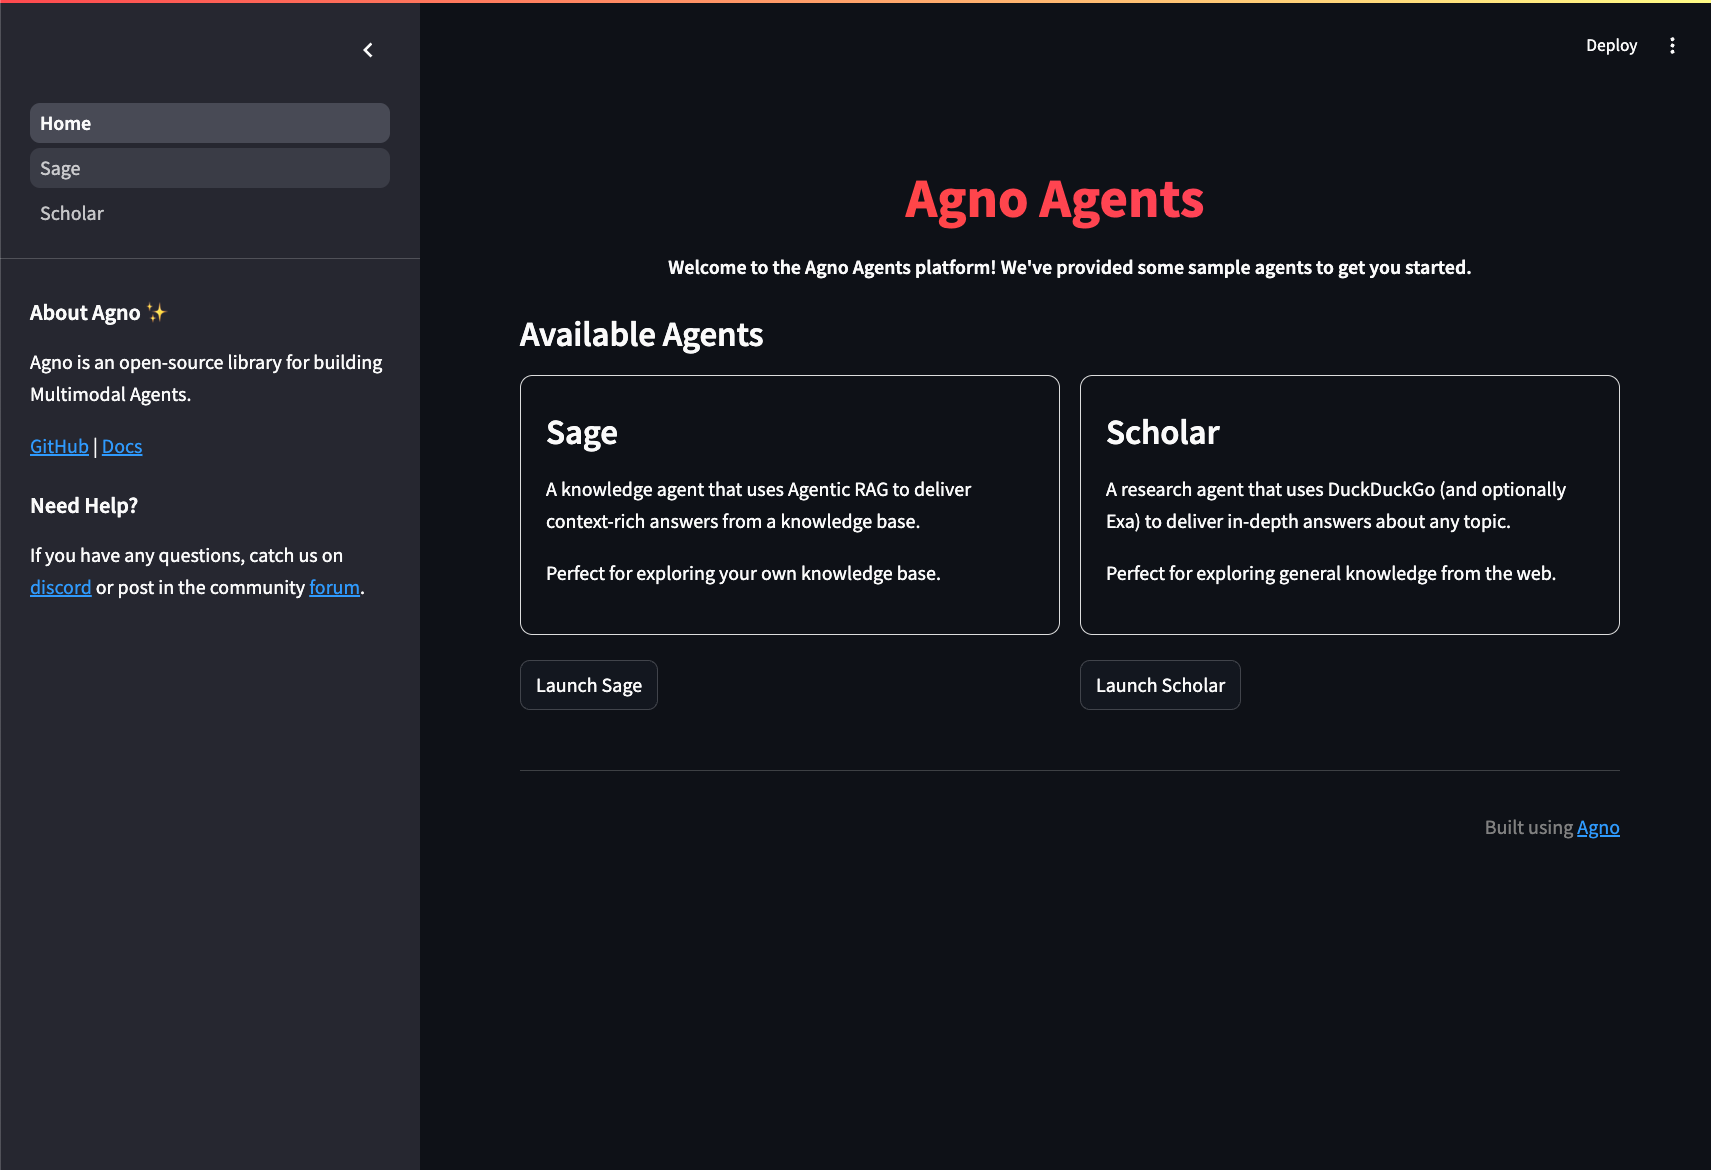 Home
Sage
Scholar
About Agno ✨
Agno is an open-source library for building
Multimodal Agents.
GitHub | Docs
Need Help?
If you have any questions, catch us on
discord or post in the community forum.
Deploy
Agno Agents
Welcome to the Agno Agents platform! We've provided some sample agents to get you started.
Available Agents
Sage
A knowledge agent that uses Agentic RAG to deliver
context-rich answers from a knowledge base.
Perfect for exploring your own knowledge base.
Launch Sage
Scholar
A research agent that uses DuckDuckGo (and optionally
Exa) to deliver in-depth answers about any topic.
Perfect for exploring general knowledge from the web.
Launch Scholar
Built using Agno